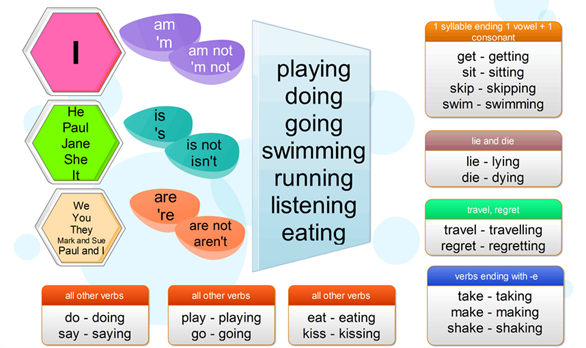 I
am
'm
am not
'm not
He
Paul
Jane
She
It
is
's
is not
isn't
We
You
They
Mark and Sue
Paul and I
are
're
are not
aren't
playing
doing
going
swimming
running
listening
eating
1 syllable ending 1 vowel + 1
consonant
get - getting
sit - sitting
skip - skipping
swim - swimming
lie and die
lie - lying
die - dying
travel, regret
travel - travelling
regret - regretting
verbs ending with -e
take - taking
make - making
shake - shaking
all other verbs
do - doing
say - saying
all other verbs
play - playing
go - going
all other verbs
eat - eating
kiss - kissing